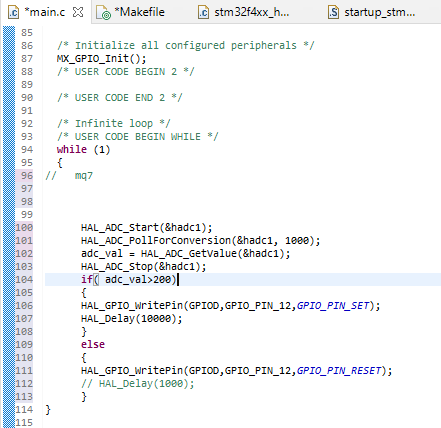 *main.c
*Makefile
stm32f4xx_h...
startup_stm...
85
86 /* Initialize all configured peripherals */
87 MX_GPIO_Init();
88 /* USER CODE BEGIN 2 */
89
90 /* USER CODE END 2 */
91
92 /* Infinite loop */
93 /* USER CODE BEGIN WHILE */
94 while (1)
95 {
96 // mq7
97
98
99
100 HAL_ADC_Start(&hadc1);
101 HAL_ADC_PollForConversion(&hadc1, 1000);
102 adc_val = HAL_ADC_GetValue(&hadc1);
103 HAL_ADC_Stop(&hadc1);
104 if( adc_val>200)
105 {
106 HAL_GPIO_WritePin(GPIOD,GPIO_PIN_12,GPIO_PIN_SET);
107 HAL_Delay(10000);
108 }
109 else
110 {
111 HAL_GPIO_WritePin(GPIOD,GPIO_PIN_12,GPIO_PIN_RESET);
112 // HAL_Delay(1000);
113 }
114 }
115